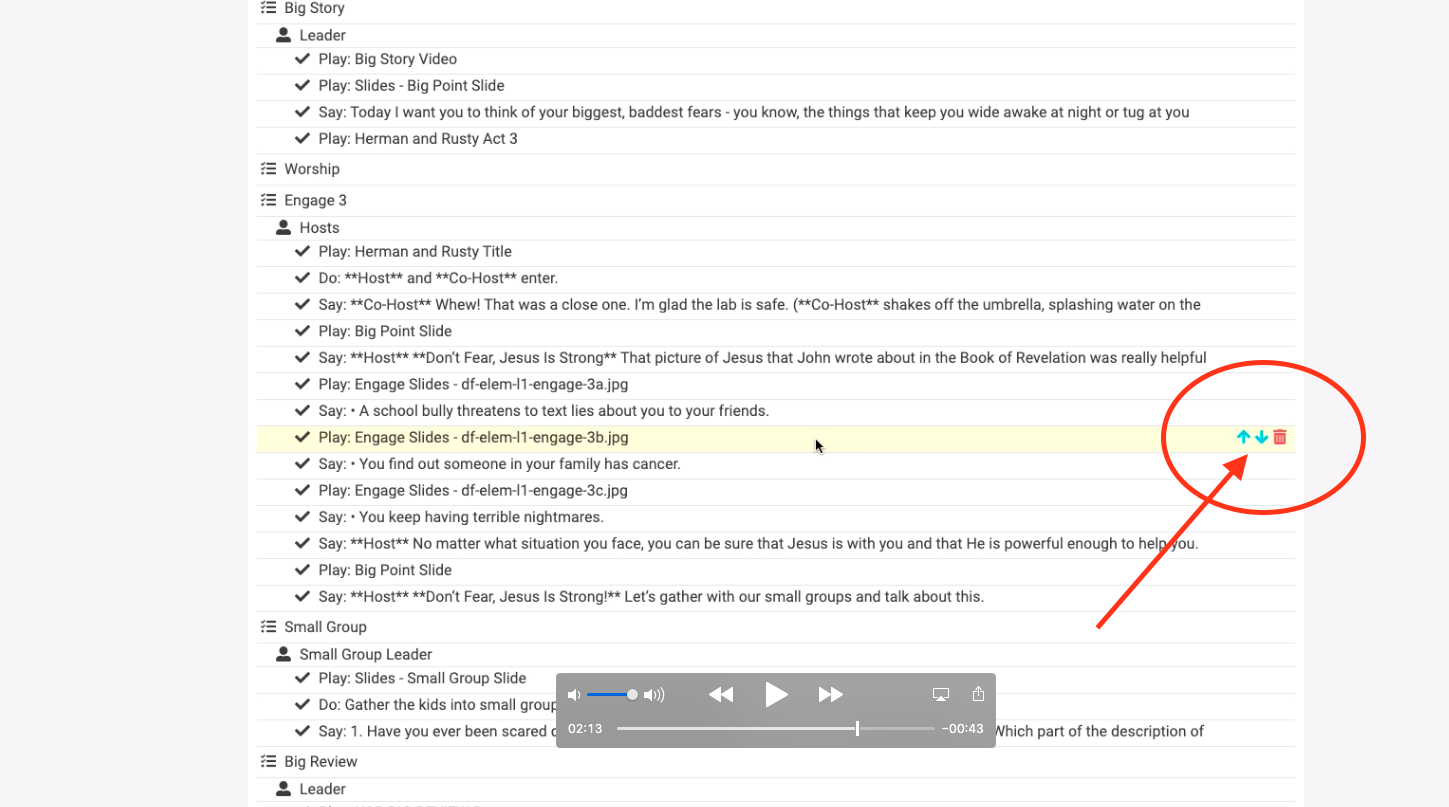 Big Story
Leader
Play: Big Story Video
Play: Slides - Big Point Slide
Say: Today I want you to think of your biggest, baddest fears - you know, the things that keep you wide awake at night or tug at you
Play: Herman and Rusty Act 3
Worship
Engage 3
Hosts
Play: Herman and Rusty Title
Do: **Host** and **Co-Host** enter.
Say: **Co-Host** Whew! That was a close one. I’m glad the lab is safe. (**Co-Host** shakes off the umbrella, splashing water on the
Play: Big Point Slide
Say: **Host** **Don’t Fear, Jesus Is Strong** That picture of Jesus that John wrote about in the Book of Revelation was really helpful
Play: Engage Slides - df-elem-l1-engage-3a.jpg
Say: • A school bully threatens to text lies about you to your friends.
Play: Engage Slides - df-elem-l1-engage-3b.jpg
Say: • You find out someone in your family has cancer.
Play: Engage Slides - df-elem-l1-engage-3c.jpg
Say: • You keep having terrible nightmares.
Say: **Host** No matter what situation you face, you can be sure that Jesus is with you and that He is powerful enough to help you.
Play: Big Point Slide
Say: **Host** **Don’t Fear, Jesus Is Strong!** Let’s gather with our small groups and talk about this.
Small Group
Small Group Leader
Play: Slides - Small Group Slide
Do: Gather the kids into small group
Say: 1. Have you ever been scared Which part of the description of
02:13 -00:43
Big Review
Leader